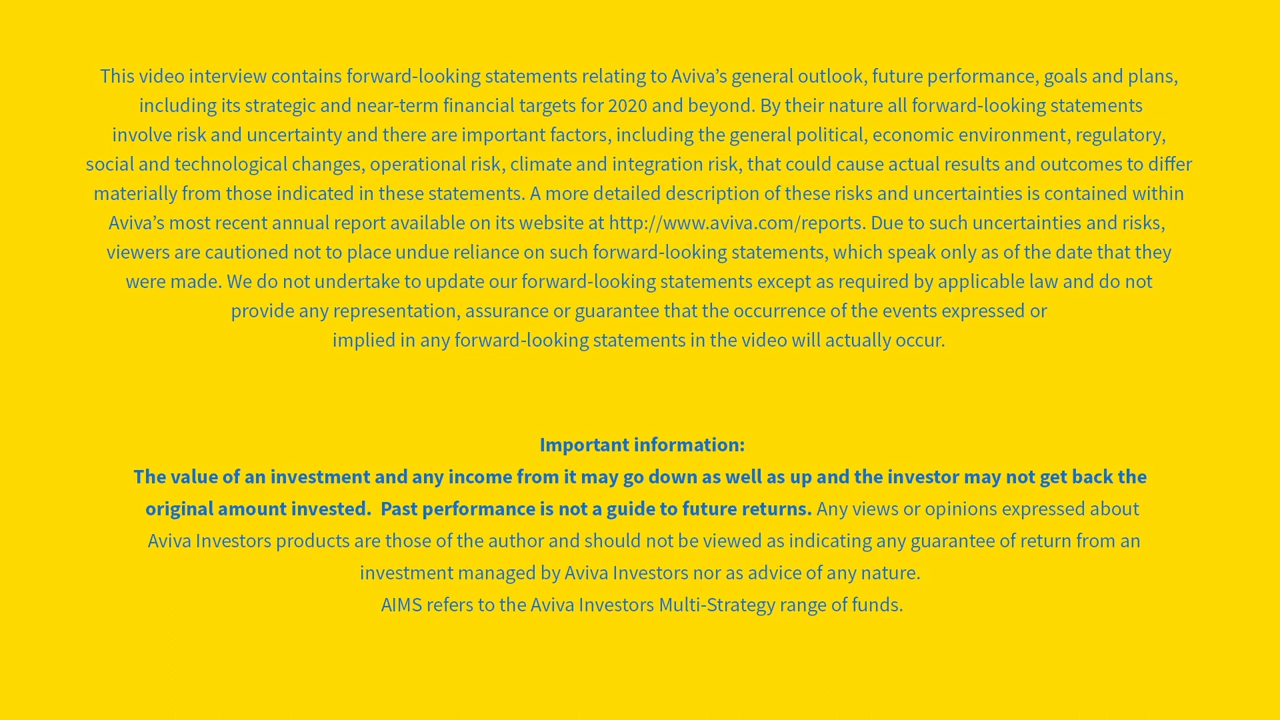 This video interview contains forward-looking statements relating to Aviva’s general outlook, future performance, goals and plans,
including its strategic and near-term financial targets for 2020 and beyond. By their nature all forward-looking statements
involve risk and uncertainty and there are important factors, including the general political, economic environment, regulatory,
social and technological changes, operational risk, climate and integration risk, that could cause actual results and outcomes to differ
materially from those indicated in these statements. A more detailed description of these risks and uncertainties is contained within
Aviva’s most recent annual report available on its website at http://www.aviva.com/reports. Due to such uncertainties and risks,
viewers are cautioned not to place undue reliance on such forward-looking statements, which speak only as of the date that they
were made. We do not undertake to update our forward-looking statements except as required by applicable law and do not
provide any representation, assurance or guarantee that the occurrence of the events expressed or
implied in any forward-looking statements in the video will actually occur.
Important information:
The value of an investment and any income from it may go down as well as up and the investor may not get back the
original amount invested.  Past performance is not a guide to future returns. Any views or opinions expressed about
Aviva Investors products are those of the author and should not be viewed as indicating any guarantee of return from an
investment managed by Aviva Investors nor as advice of any nature.
AIMS refers to the Aviva Investors Multi-Strategy range of funds.